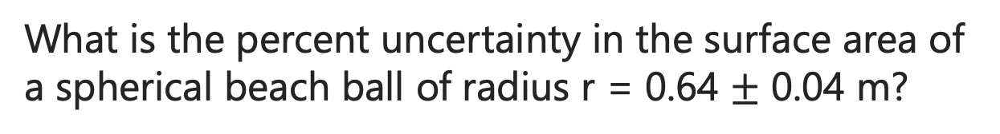 What is the percent uncertainty in the surface area of
a spherical beach ball of radius r = 0.64 ± 0.04 m?